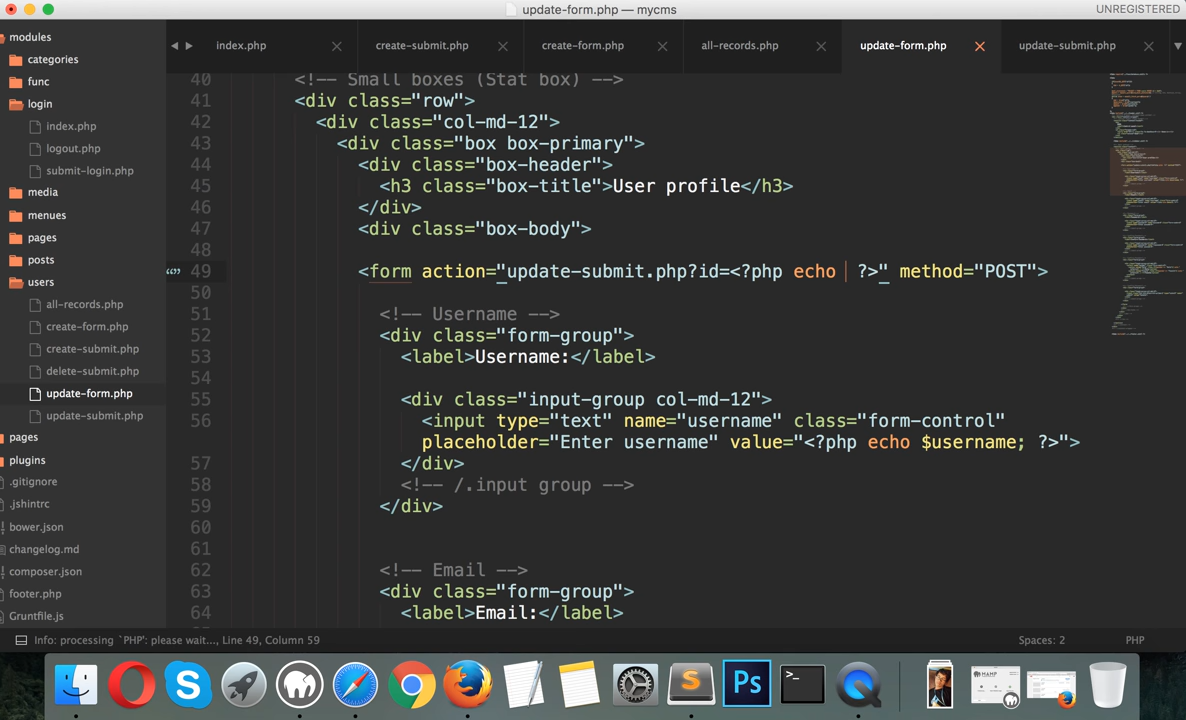 update-form.php — mycms
UNREGISTERED
modules
categories
func
login
index.php
logout.php
submit-login.php
media
menues
pages
posts
users
all-records.php
create-form.php
create-submit.php
delete-submit.php
update-form.php
update-submit.php
pages
plugins
.gitignore
.jshintrc
bower.json
changelog.md
composer.json
footer.php
Gruntfile.js
index.php
create-submit.php
create-form.php
all-records.php
update-form.php
update-submit.php
40 <!-- Small boxes (Stat box) -->
41 <div class="row">
42 <div class="col-md-12">
43 <div class="box box-primary">
44 <div class="box-header">
45 <h3 class="box-title">User profile</h3>
46 </div>
47 <div class="box-body">
48
49 <form action="update-submit.php?id=<?php echo  ?>" method="POST">
50
51 <!-- Username -->
52 <div class="form-group">
53 <label>Username:</label>
54
55 <div class="input-group col-md-12">
56 <input type="text" name="username" class="form-control"
placeholder="Enter username" value="<?php echo $username; ?>">
57 </div>
58 <!-- /.input group -->
59 </div>
60
61
62 <!-- Email -->
63 <div class="form-group">
64 <label>Email:</label>
Info: processing `PHP': please wait..., Line 49, Column 59
Spaces: 2
PHP
S
Ps
>_
S
MAMP